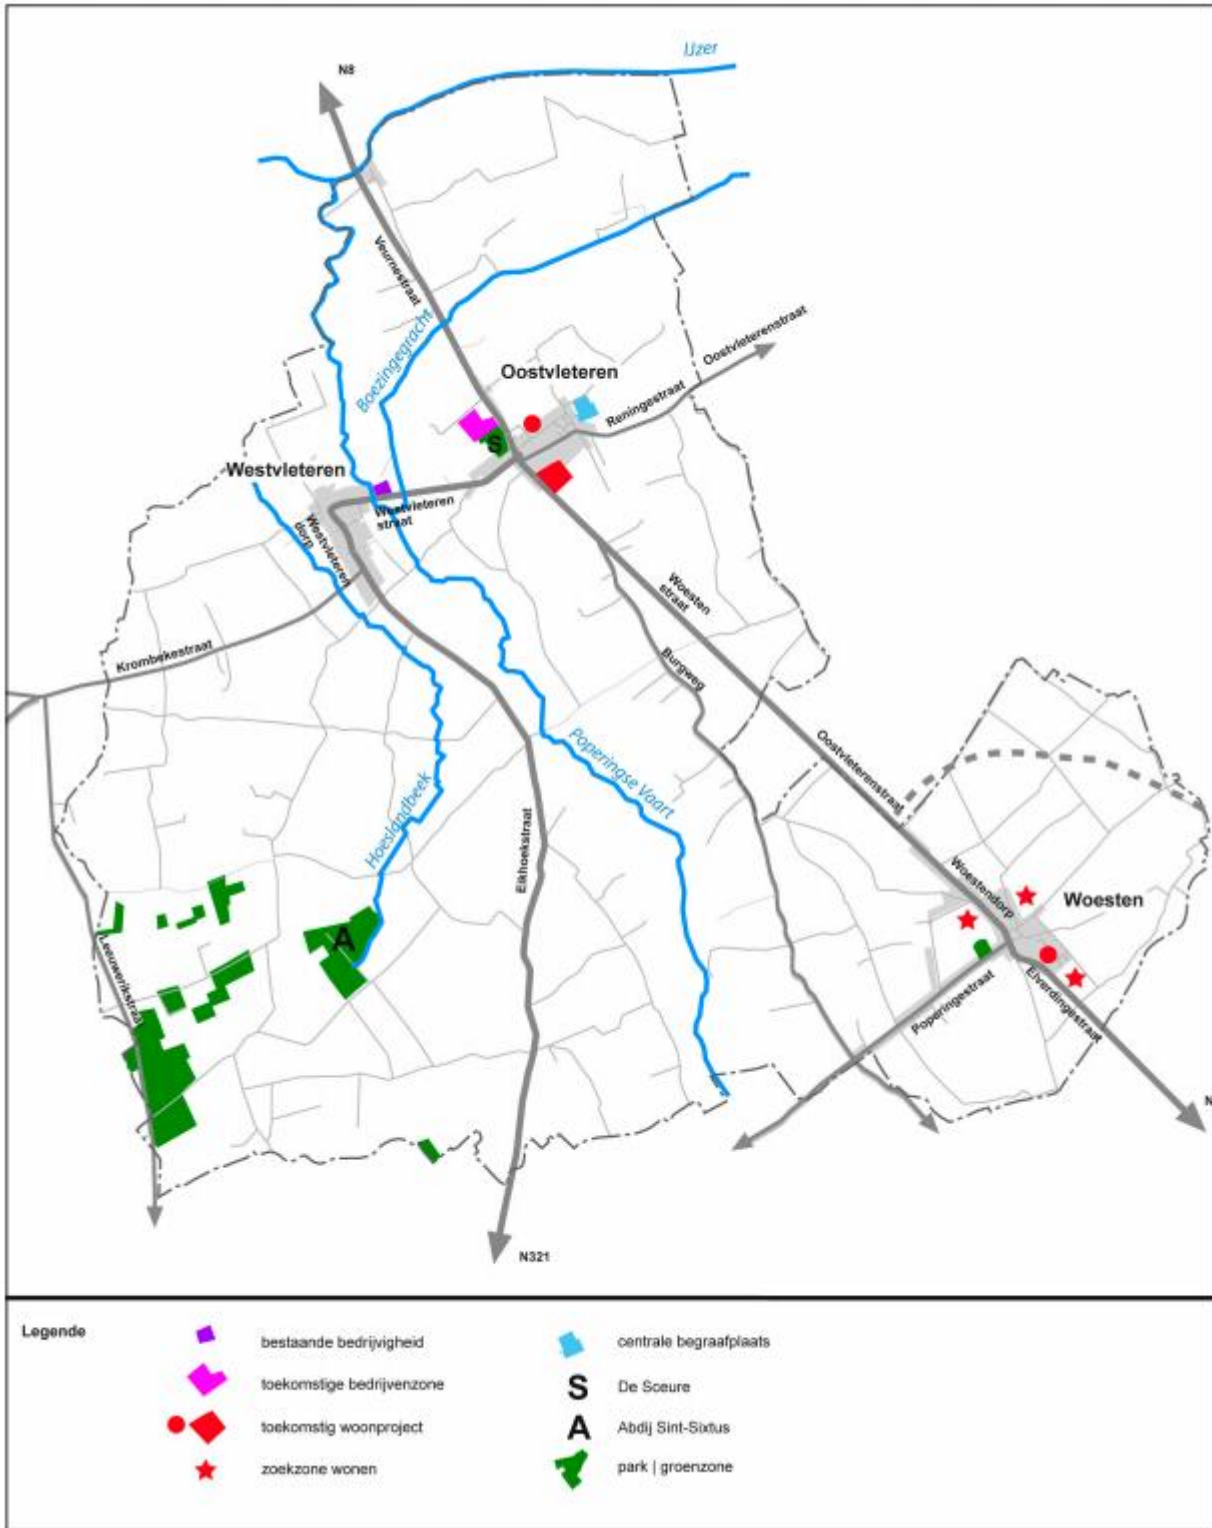 IJzer
N8
Veurnestraat
Boezingegracht
Oostvleterenstraat
Oostvleteren
Reningestraat
Westvleteren
Westvleteren
straat
Westvleteren
dorp
Woesten
straat
Krombekestraat
Burgweg
Poperingse Vaart
Oostvleterenstraat
Hoeslandbeek
Eikhoekstraat
Woestendorp
Woesten
A
S
Leeuwerikstraat
Poperingestraat
Elverdingestraat
N
N321
Legende
bestaande bedrijvigheid
toekomstige bedrijvenzone
toekomstig woonproject
zoekzone wonen
centrale begraafplaats
S De Sceure
A Abdij Sint-Sixtus
park | groenzone